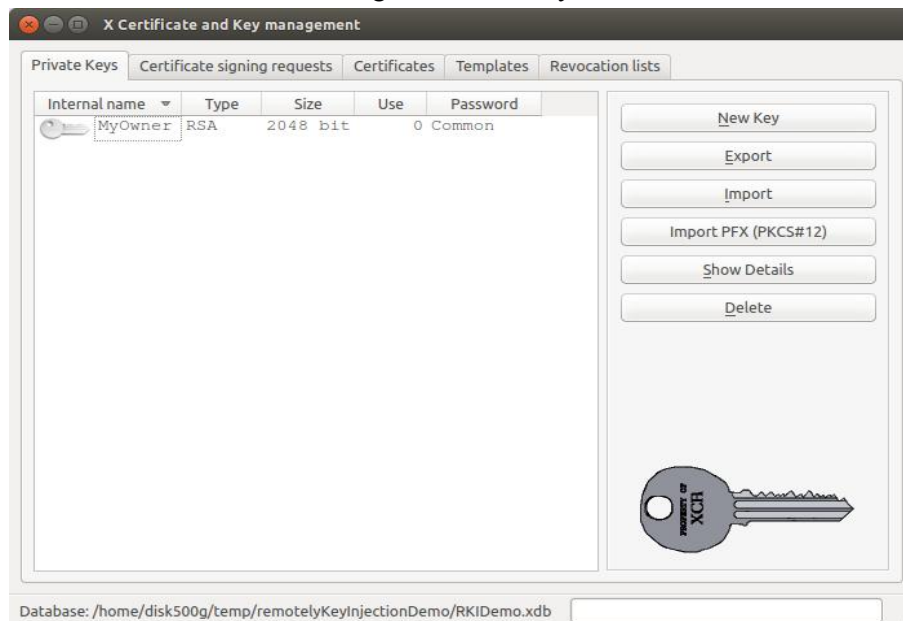 X Certificate and Key management
Private Keys Certificate signing requests Certificates Templates Revocation lists
Internal name Type Size Use Password
MyOwner RSA 2048 bit 0 Common
New Key
Export
Import
Import PFX (PKCS#12)
Show Details
Delete
PROPERTY OF
XCA
Database: /home/disk500g/temp/remotelyKeyInjectionDemo/RKIDemo.xdb